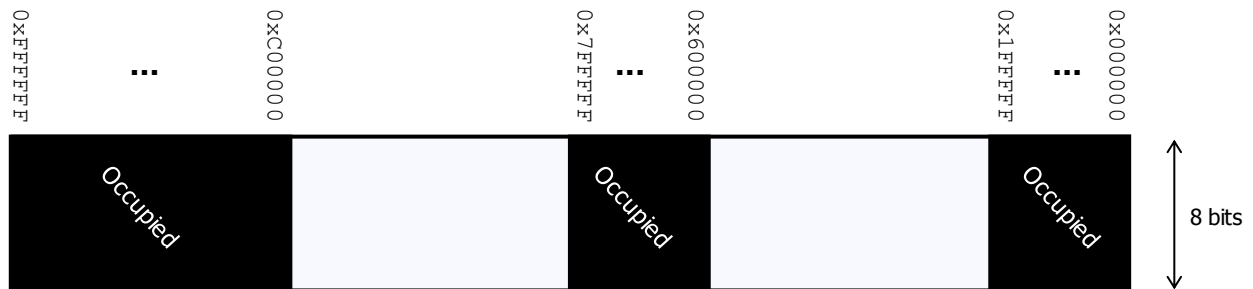 0xFFFFFF
...
0xC00000
0x7FFFFF
...
0x600000
0x1FFFFF
...
0x000000
Occupied
Occupied
Occupied
8 bits